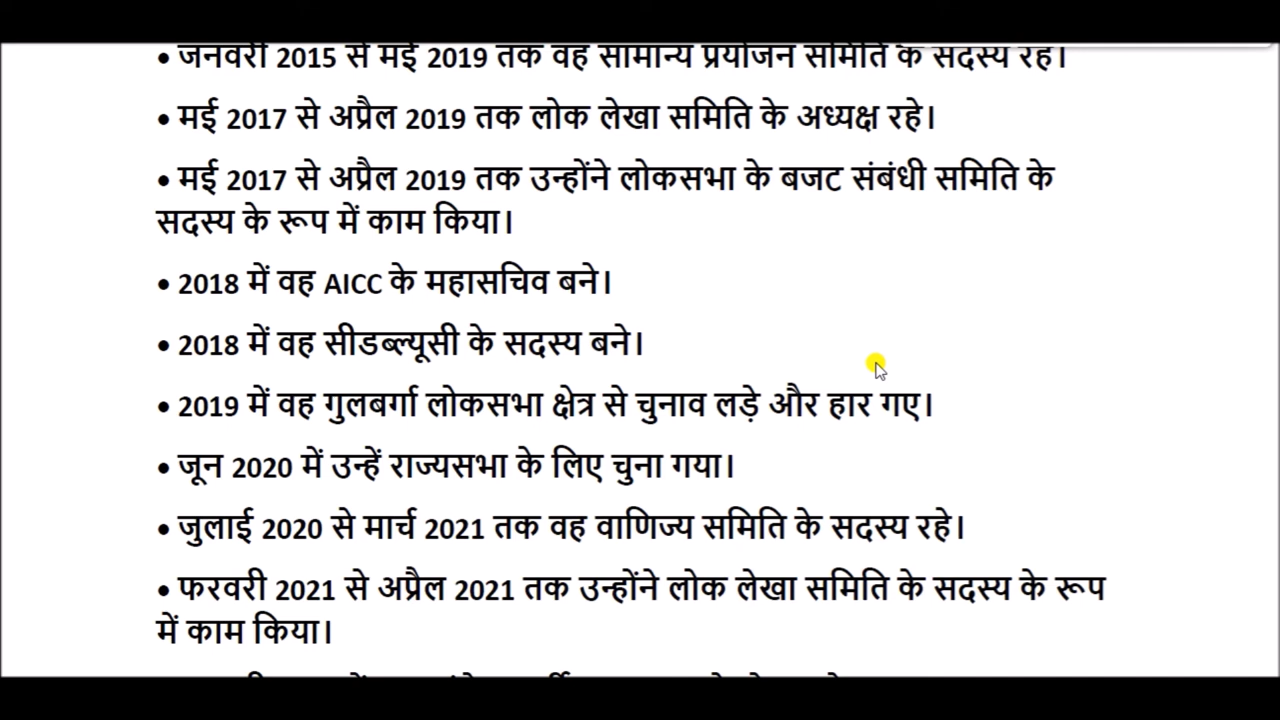 • जनवरी 2015 से मई 2019 तक वह सामान्य प्रयोजन समिति के सदस्य रहे।
• मई 2017 से अप्रैल 2019 तक लोक लेखा समिति के अध्यक्ष रहे।
• मई 2017 से अप्रैल 2019 तक उन्होंने लोकसभा के बजट संबंधी समिति के
सदस्य के रूप में काम किया।
• 2018 में वह AICC के महासचिव बने।
• 2018 में वह सीडब्ल्यूसी के सदस्य बने।
• 2019 में वह गुलबर्गा लोकसभा क्षेत्र से चुनाव लड़े और हार गए।
• जून 2020 में उन्हें राज्यसभा के लिए चुना गया।
• जुलाई 2020 से मार्च 2021 तक वह वाणिज्य समिति के सदस्य रहे।
• फरवरी 2021 से अप्रैल 2021 तक उन्होंने लोक लेखा समिति के सदस्य के रूप
में काम किया।